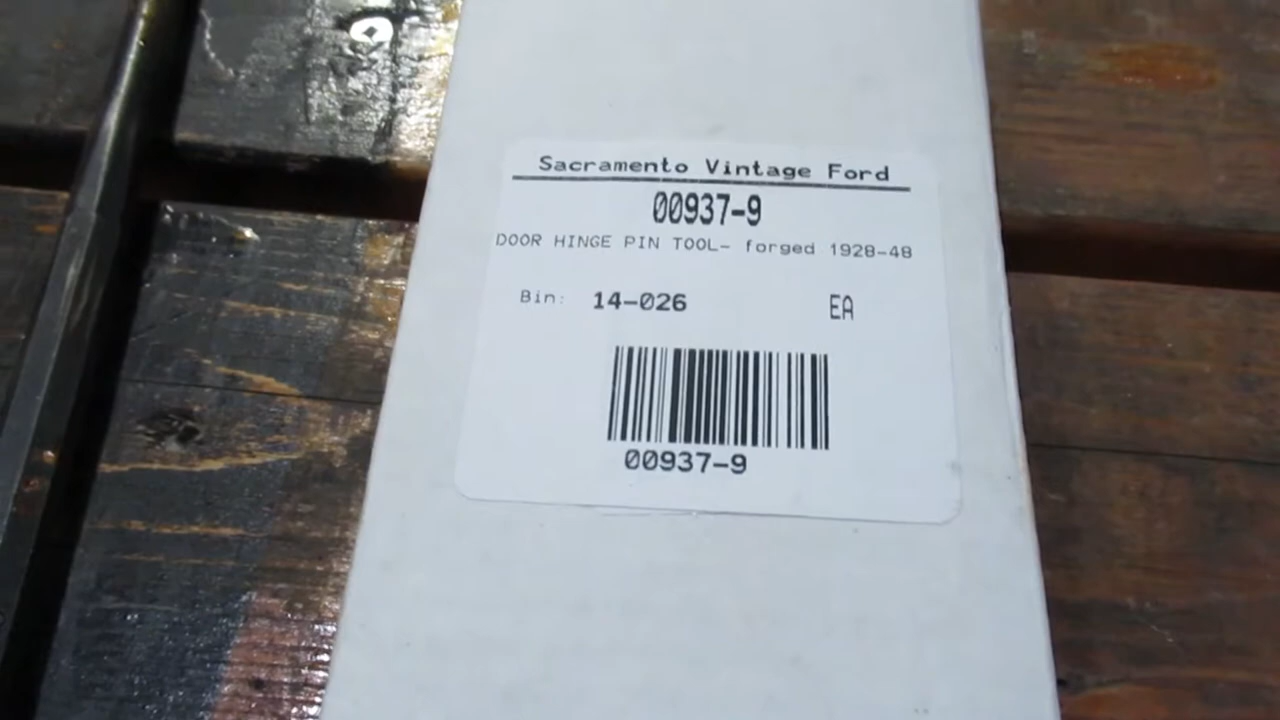 Sacramento Vintage Ford
00937-9
DOOR HINGE PIN TOOL- forged 1928-48
Bin: 14-026 EA
00937-9